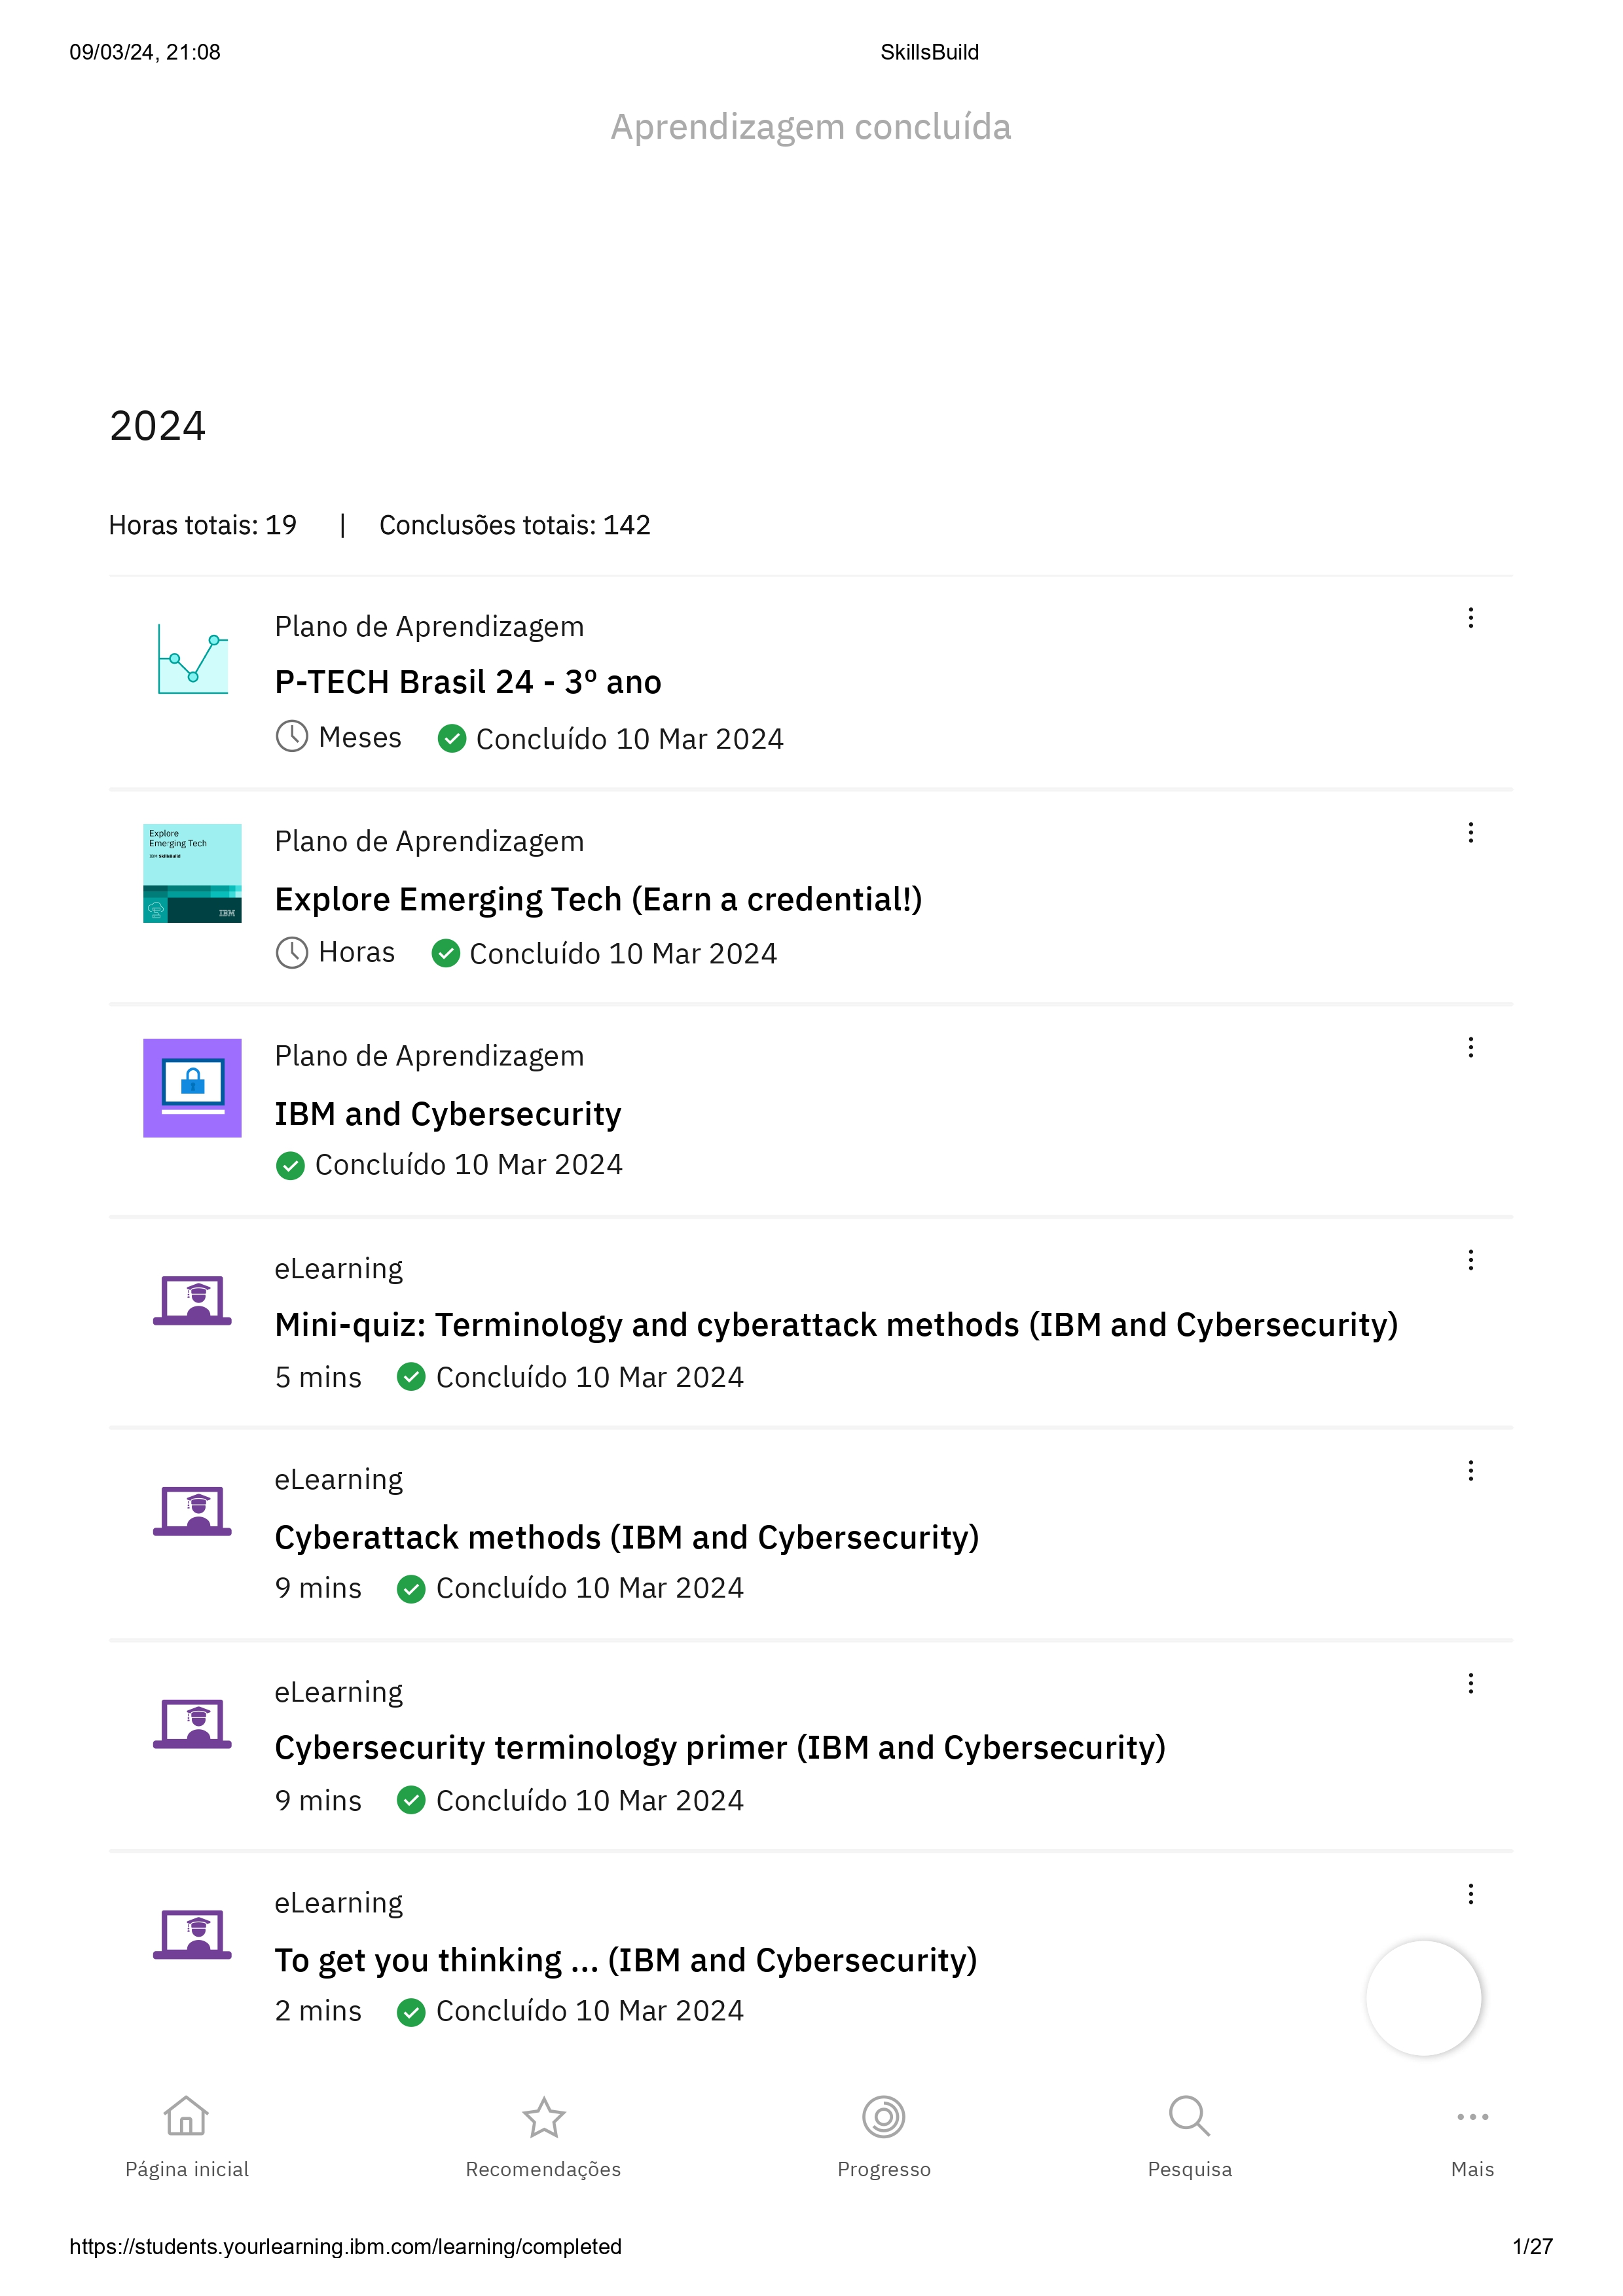 09/03/24, 21:08
SkillsBuild
Aprendizagem concluída
2024
Horas totais: 19 | Conclusões totais: 142
Plano de Aprendizagem
P-TECH Brasil 24 - 3º ano
Meses Concluído 10 Mar 2024
Explore
Emerging Tech
IBM SkillsBuild
IBM
Plano de Aprendizagem
Explore Emerging Tech (Earn a credential!)
Horas Concluído 10 Mar 2024
Plano de Aprendizagem
IBM and Cybersecurity
Concluído 10 Mar 2024
eLearning
Mini-quiz: Terminology and cyberattack methods (IBM and Cybersecurity)
5 mins Concluído 10 Mar 2024
eLearning
Cyberattack methods (IBM and Cybersecurity)
9 mins Concluído 10 Mar 2024
eLearning
Cybersecurity terminology primer (IBM and Cybersecurity)
9 mins Concluído 10 Mar 2024
eLearning
To get you thinking ... (IBM and Cybersecurity)
2 mins Concluído 10 Mar 2024
Página inicial
Recomendações
Progresso
Pesquisa
Mais
https://students.yourlearning.ibm.com/learning/completed
1/27